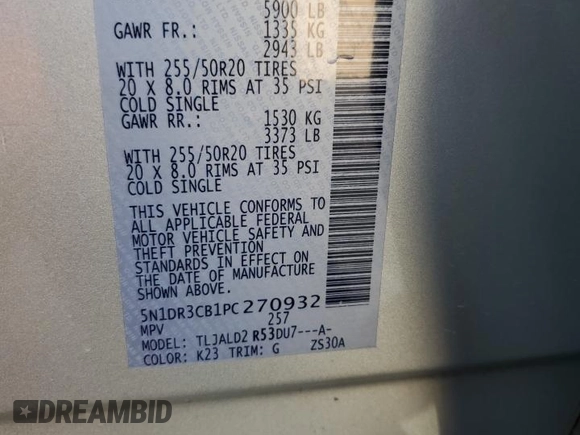 5900 LB
GAWR FR.: 1335 KG
2943 LB
WITH 255/50R20 TIRES
20 X 8.0 RIMS AT 35 PSI
COLD SINGLE
GAWR RR.: 1530 KG
3373 LB
WITH 255/50R20 TIRES
20 X 8.0 RIMS AT 35 PSI
COLD SINGLE
THIS VEHICLE CONFORMS TO
ALL APPLICABLE FEDERAL
MOTOR VEHICLE SAFETY AND
THEFT PREVENTION
STANDARDS IN EFFECT ON
THE DATE OF MANUFACTURE
SHOWN ABOVE.
5N1DR3CB1PC270932
MPV 257
MODEL: TLJALD2 R53DU7---A-
COLOR: K23 TRIM: G ZS30A
DREAMBID